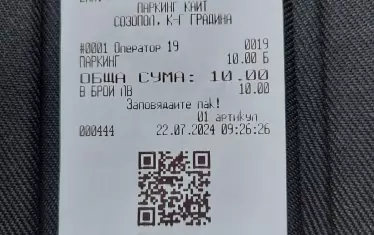 ПАРКИНГ КАЙТ
СОЗОПОЛ, К-Г ГРАДИНА
#0001 Оператор 19 0019
ПАРКИНГ 10.00 Б
ОБЩА СУМА: 10.00
В БРОЙ ЛВ 10.00
Заповядайте пак!
01 артикул
000444 22.07.2024 09:26:26